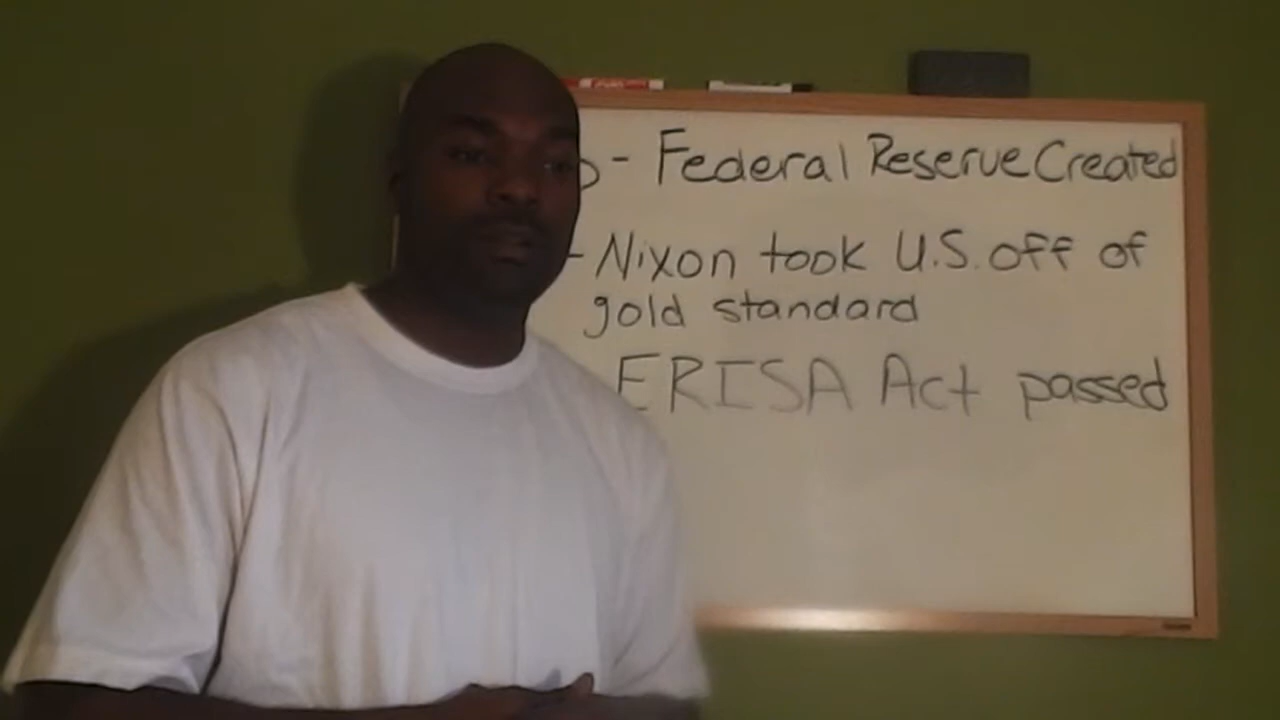 - Federal Reserve Created
- Nixon took U.S. off of
gold standard
ERISA Act passed